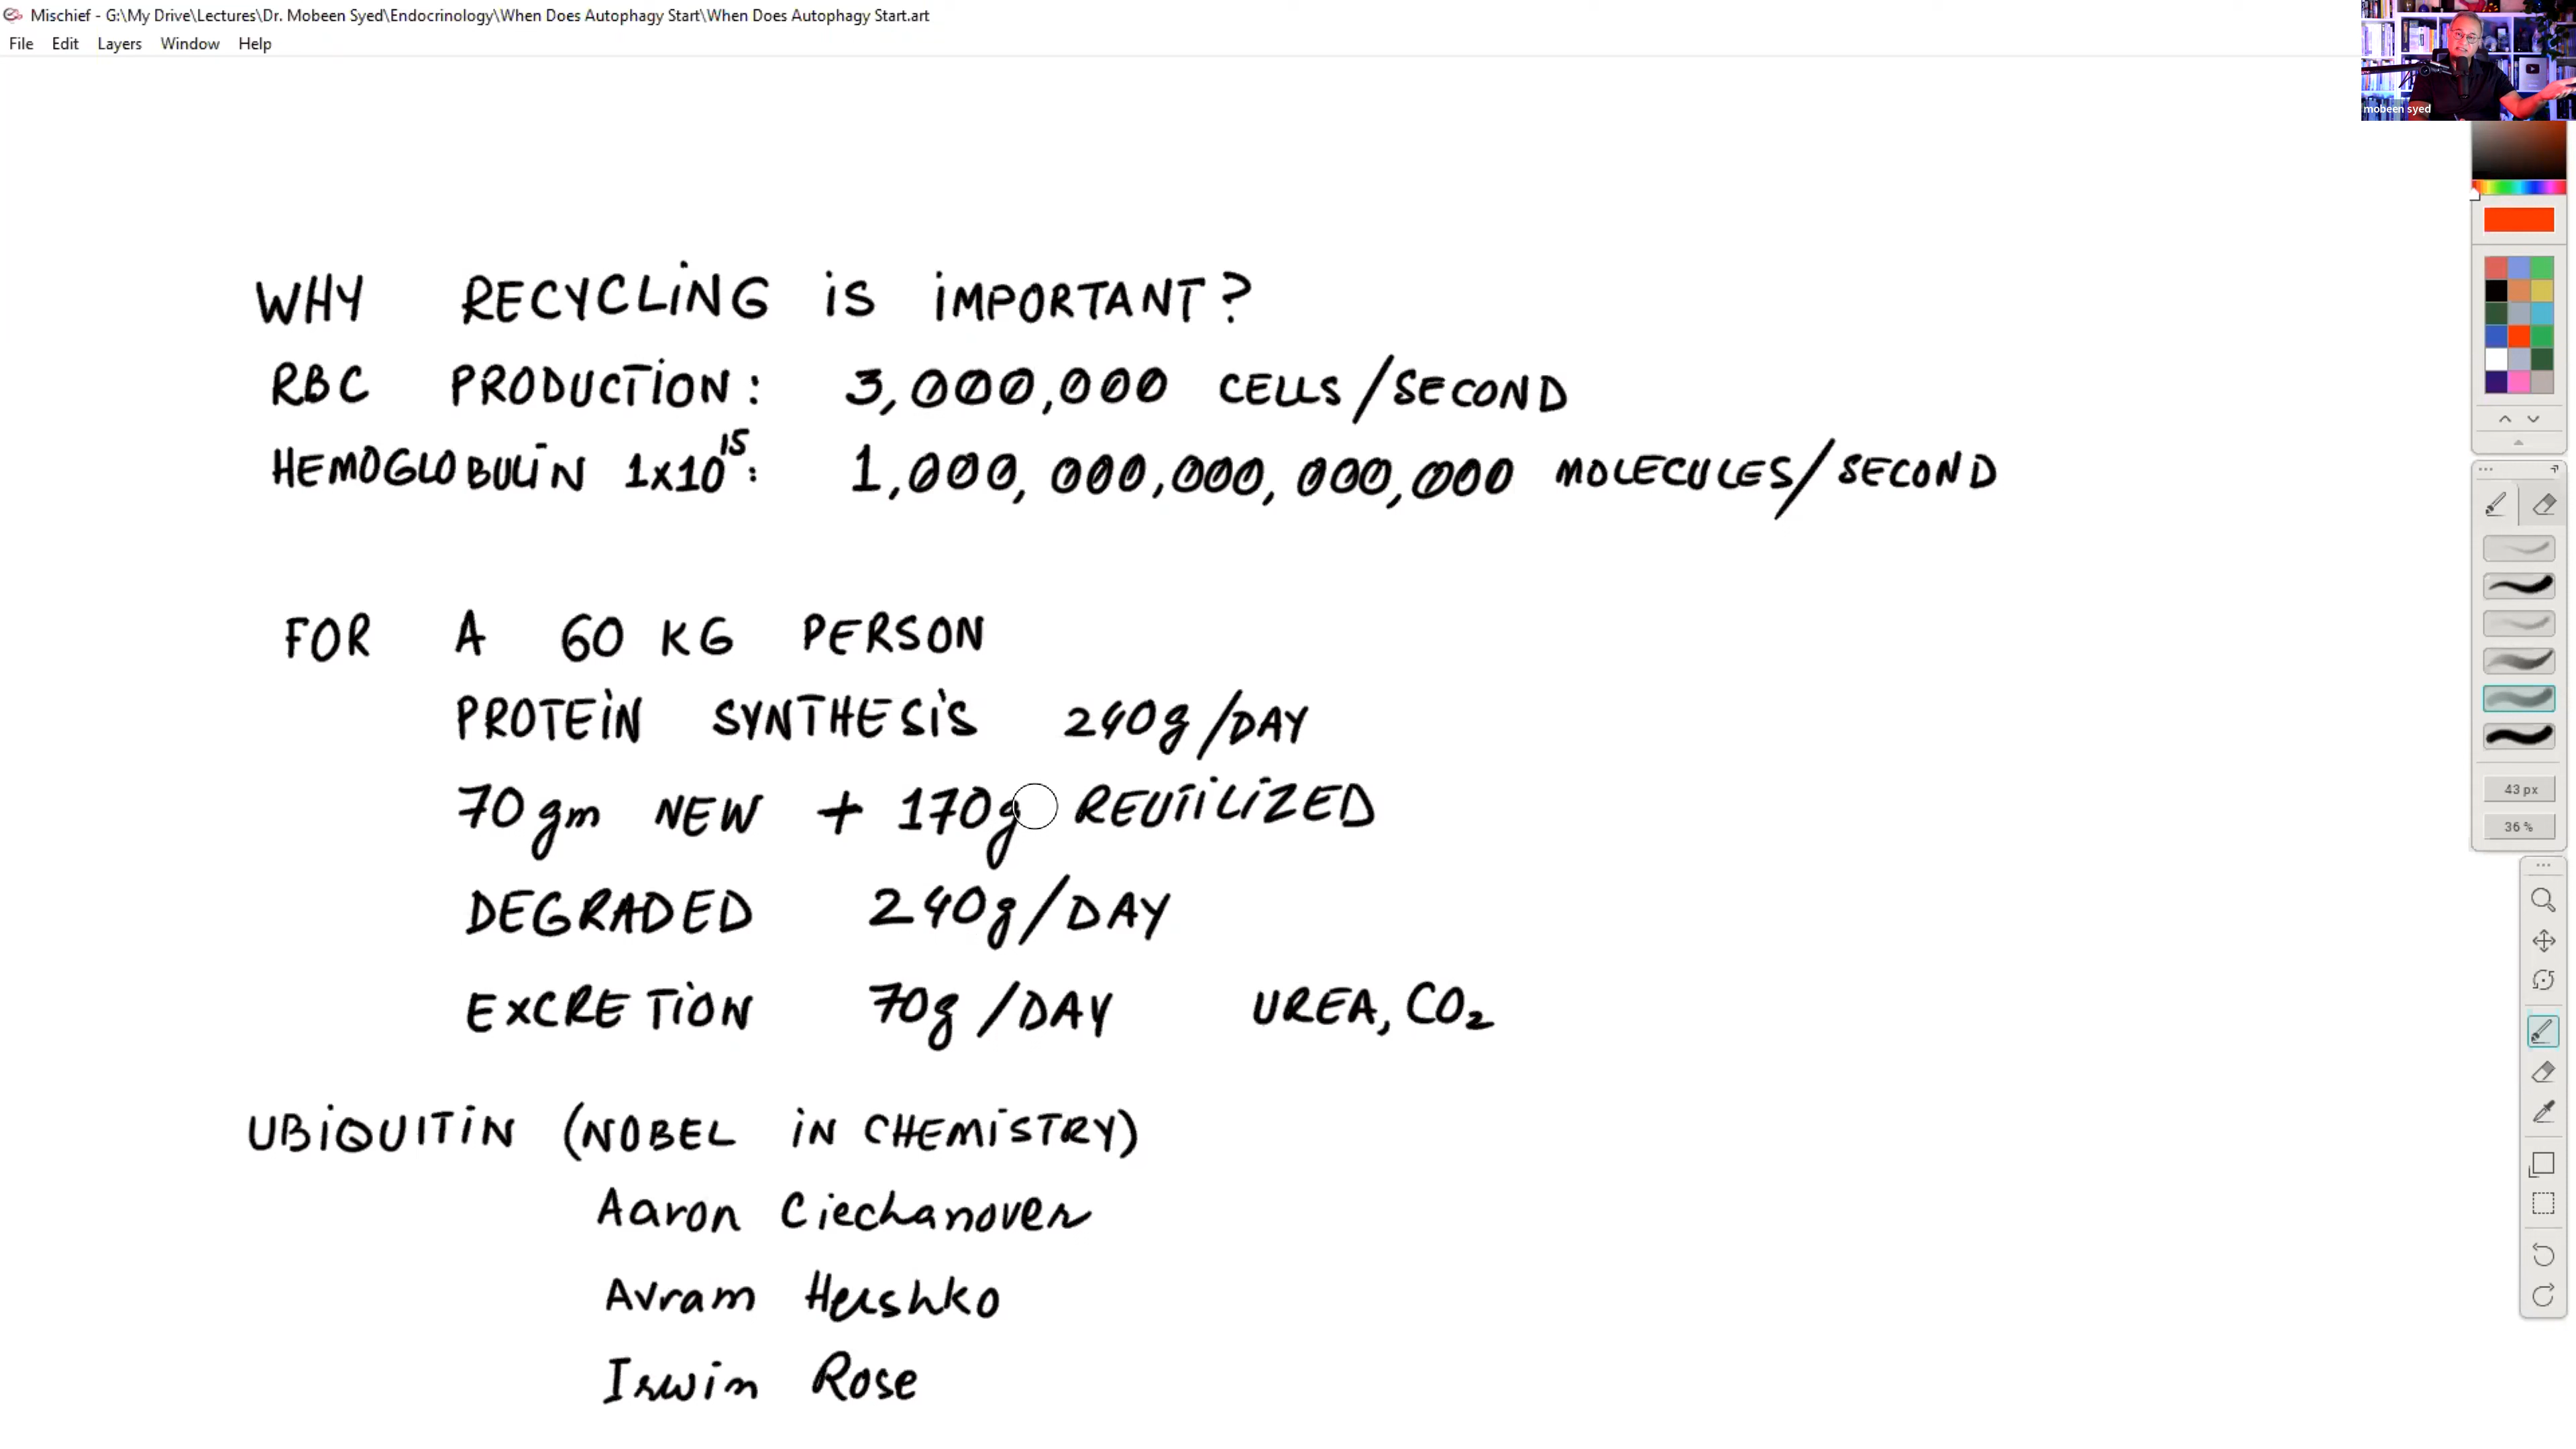 Mischief - G:\My Drive\Lectures\Dr. Mobeen Syed\Endocrinology\When Does Autophagy Start\When Does Autophagy Start.art
File Edit Layers Window Help
mobeen syed
WHY RECYCLING is IMPORTANT?
RBC PRODUCTION: 3,000,000 CELLS/SECOND
HEMOGLOBULIN 1x10^15: 1,000,000,000,000,000 MOLECULES/SECOND
FOR A 60 KG PERSON
PROTEIN SYNTHESIS 240g/DAY
70gm NEW + 170g REUTILIZED
DEGRADED 240g/DAY
EXCRETION 70g/DAY UREA, CO₂
UBIQUITIN (NOBEL IN CHEMISTRY)
Aaron Ciechanover
Avram Hershko
Irwin Rose
43 px
36 %